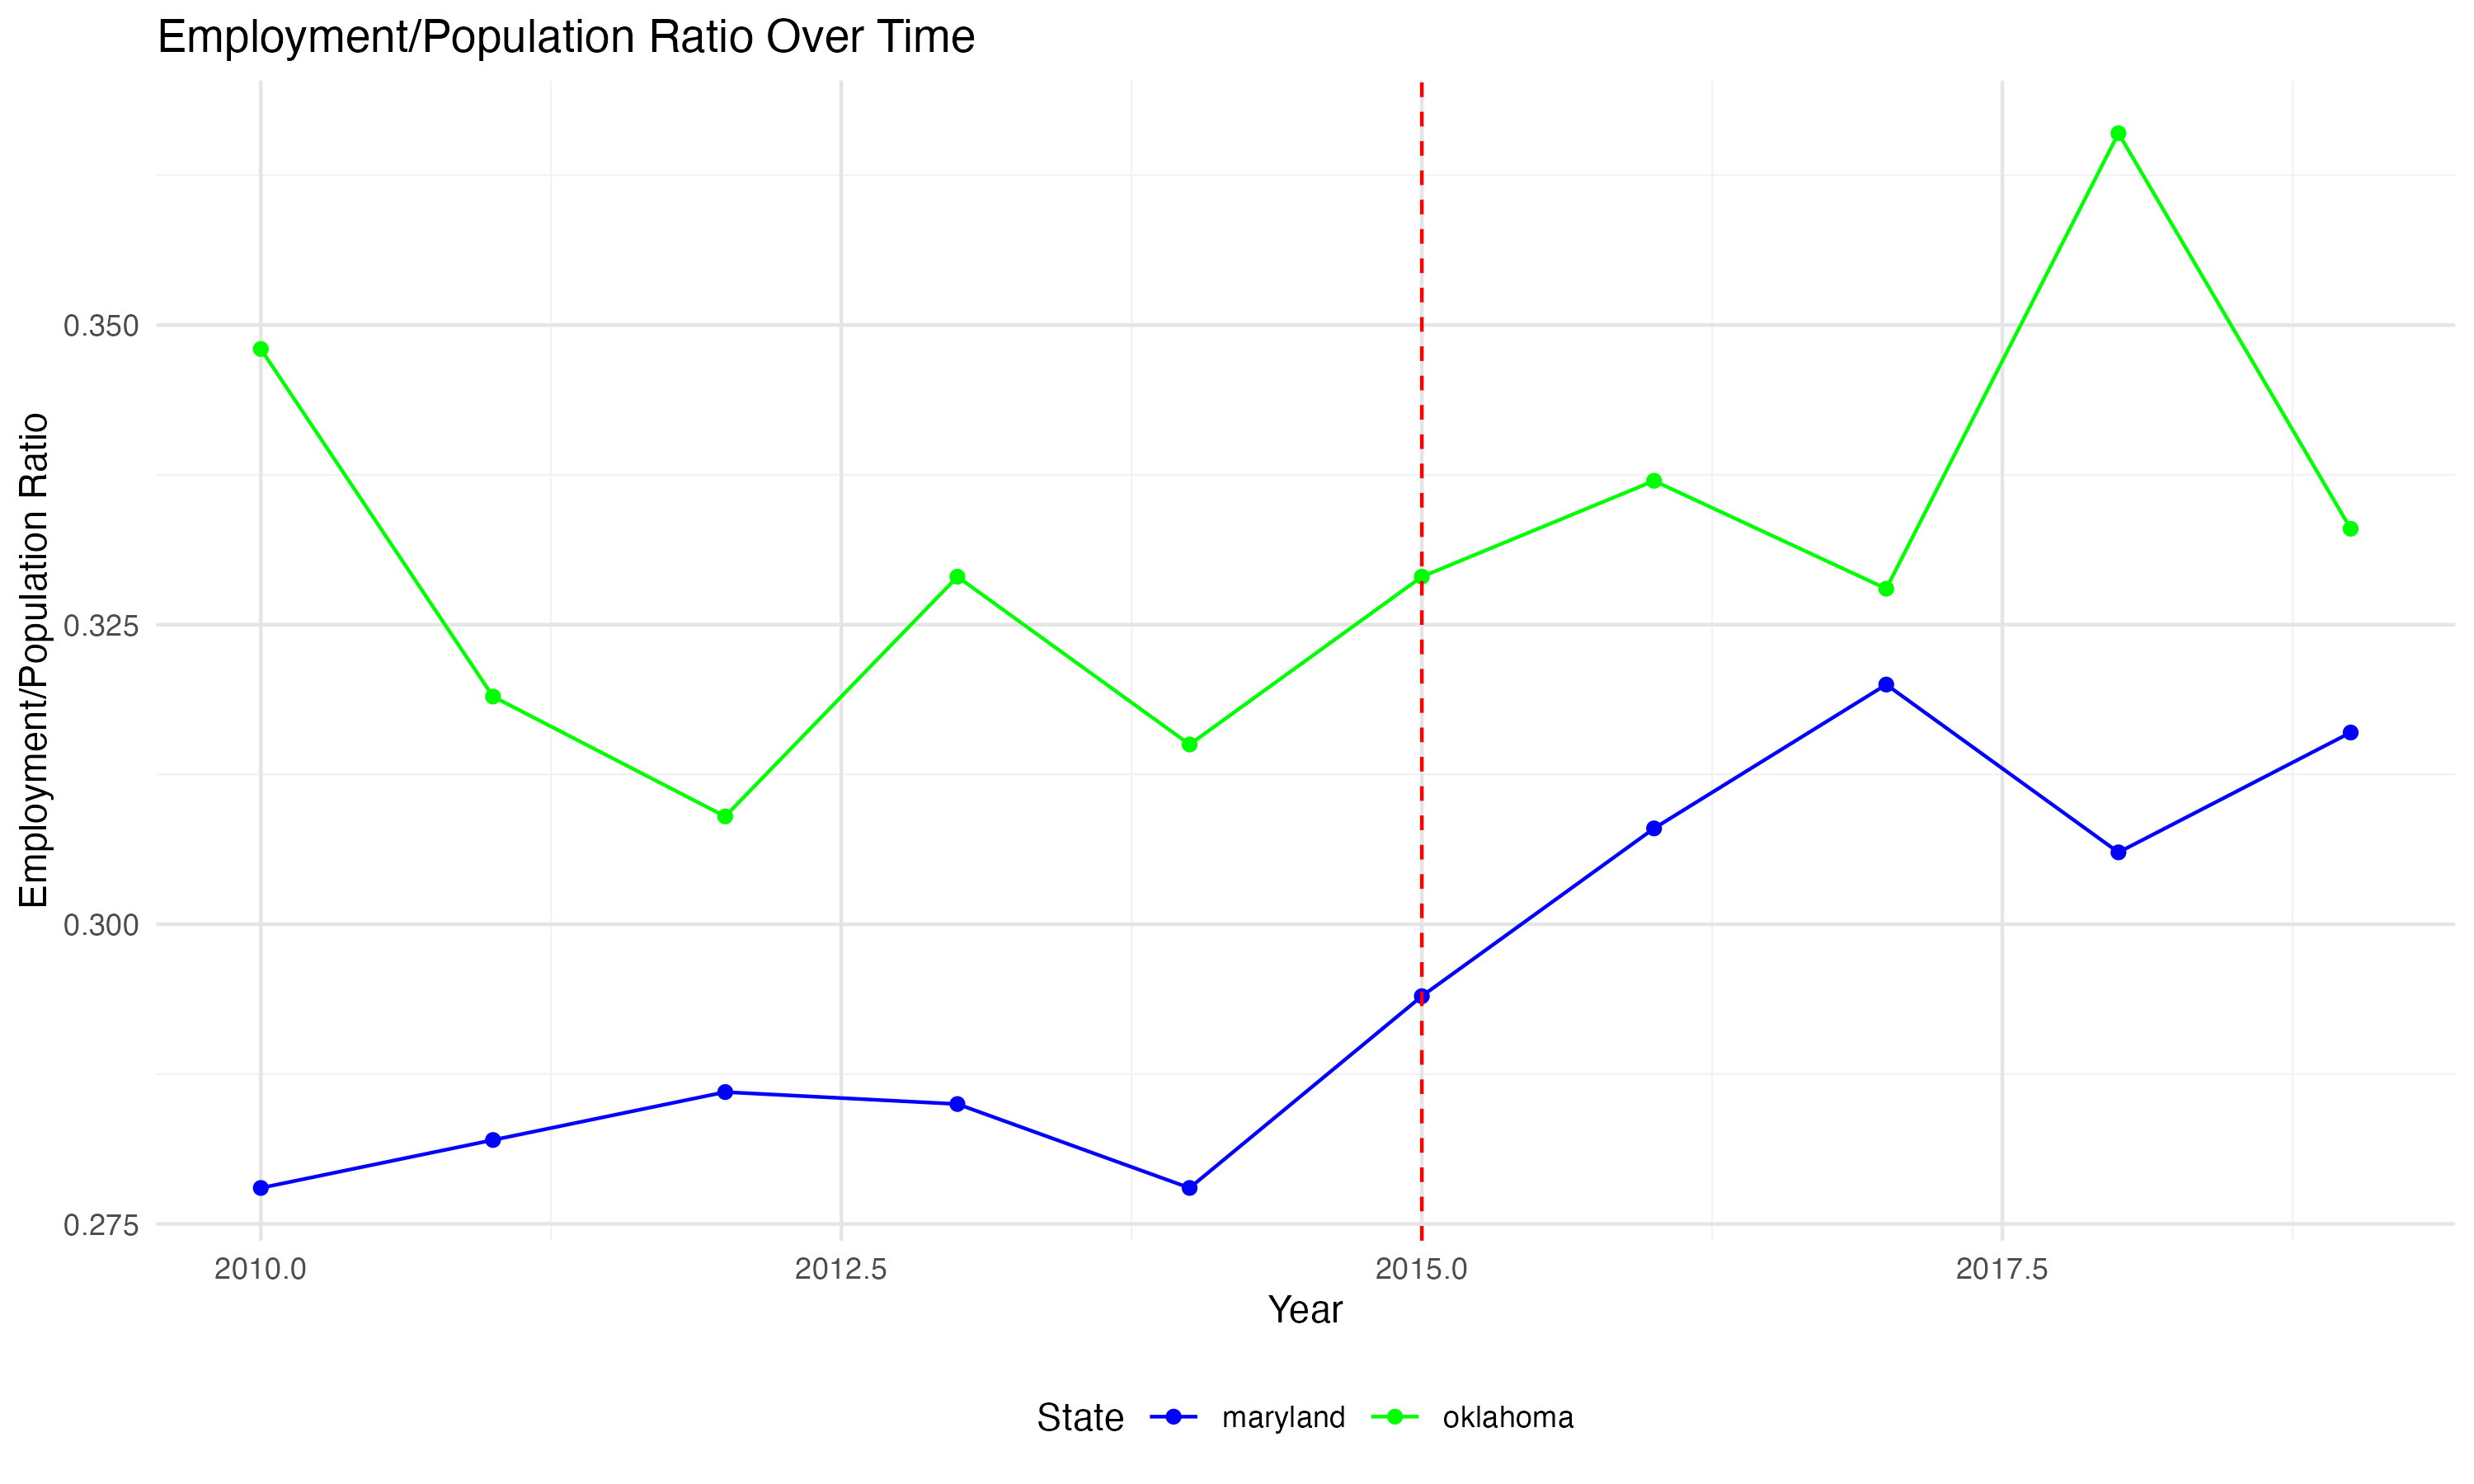 Employment/Population Ratio Over Time
Employment/Population Ratio
0.350
0.325
0.300
0.275
2010.0 2012.5 2015.0 2017.5
Year
State maryland oklahoma